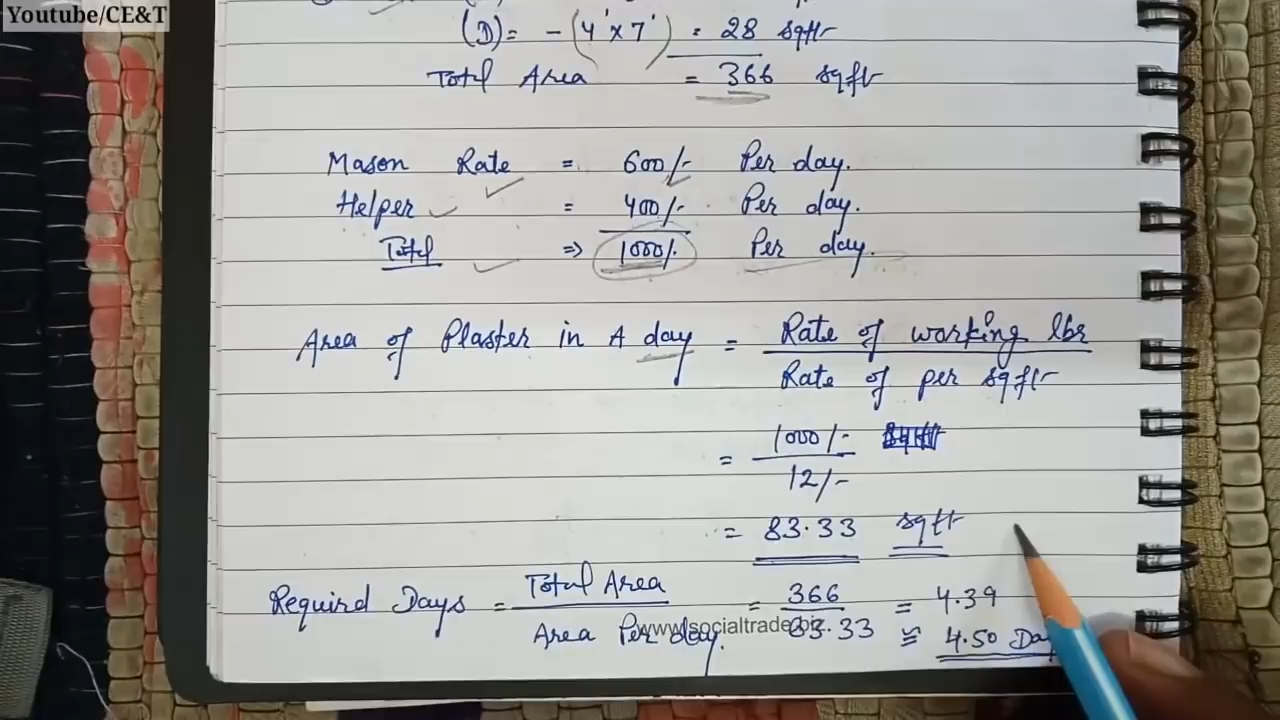 Youtube/CE&T
(D)= - (4' x 7') = 28 sqft
Total Area = 366 sqft
Mason Rate = 600/- Per day.
Helper = 400/- Per day.
Total ⇒ 1000/- Per day.
Area of Plaster in A day = Rate of working lbr
Rate of per sqft
= 1000/-
12/-
= 83.33 sqft
Requird Days = Total Area = 366 = 4.39
Area Per day. 83.33 ≅ 4.50 Day
www.socialtrade.biz